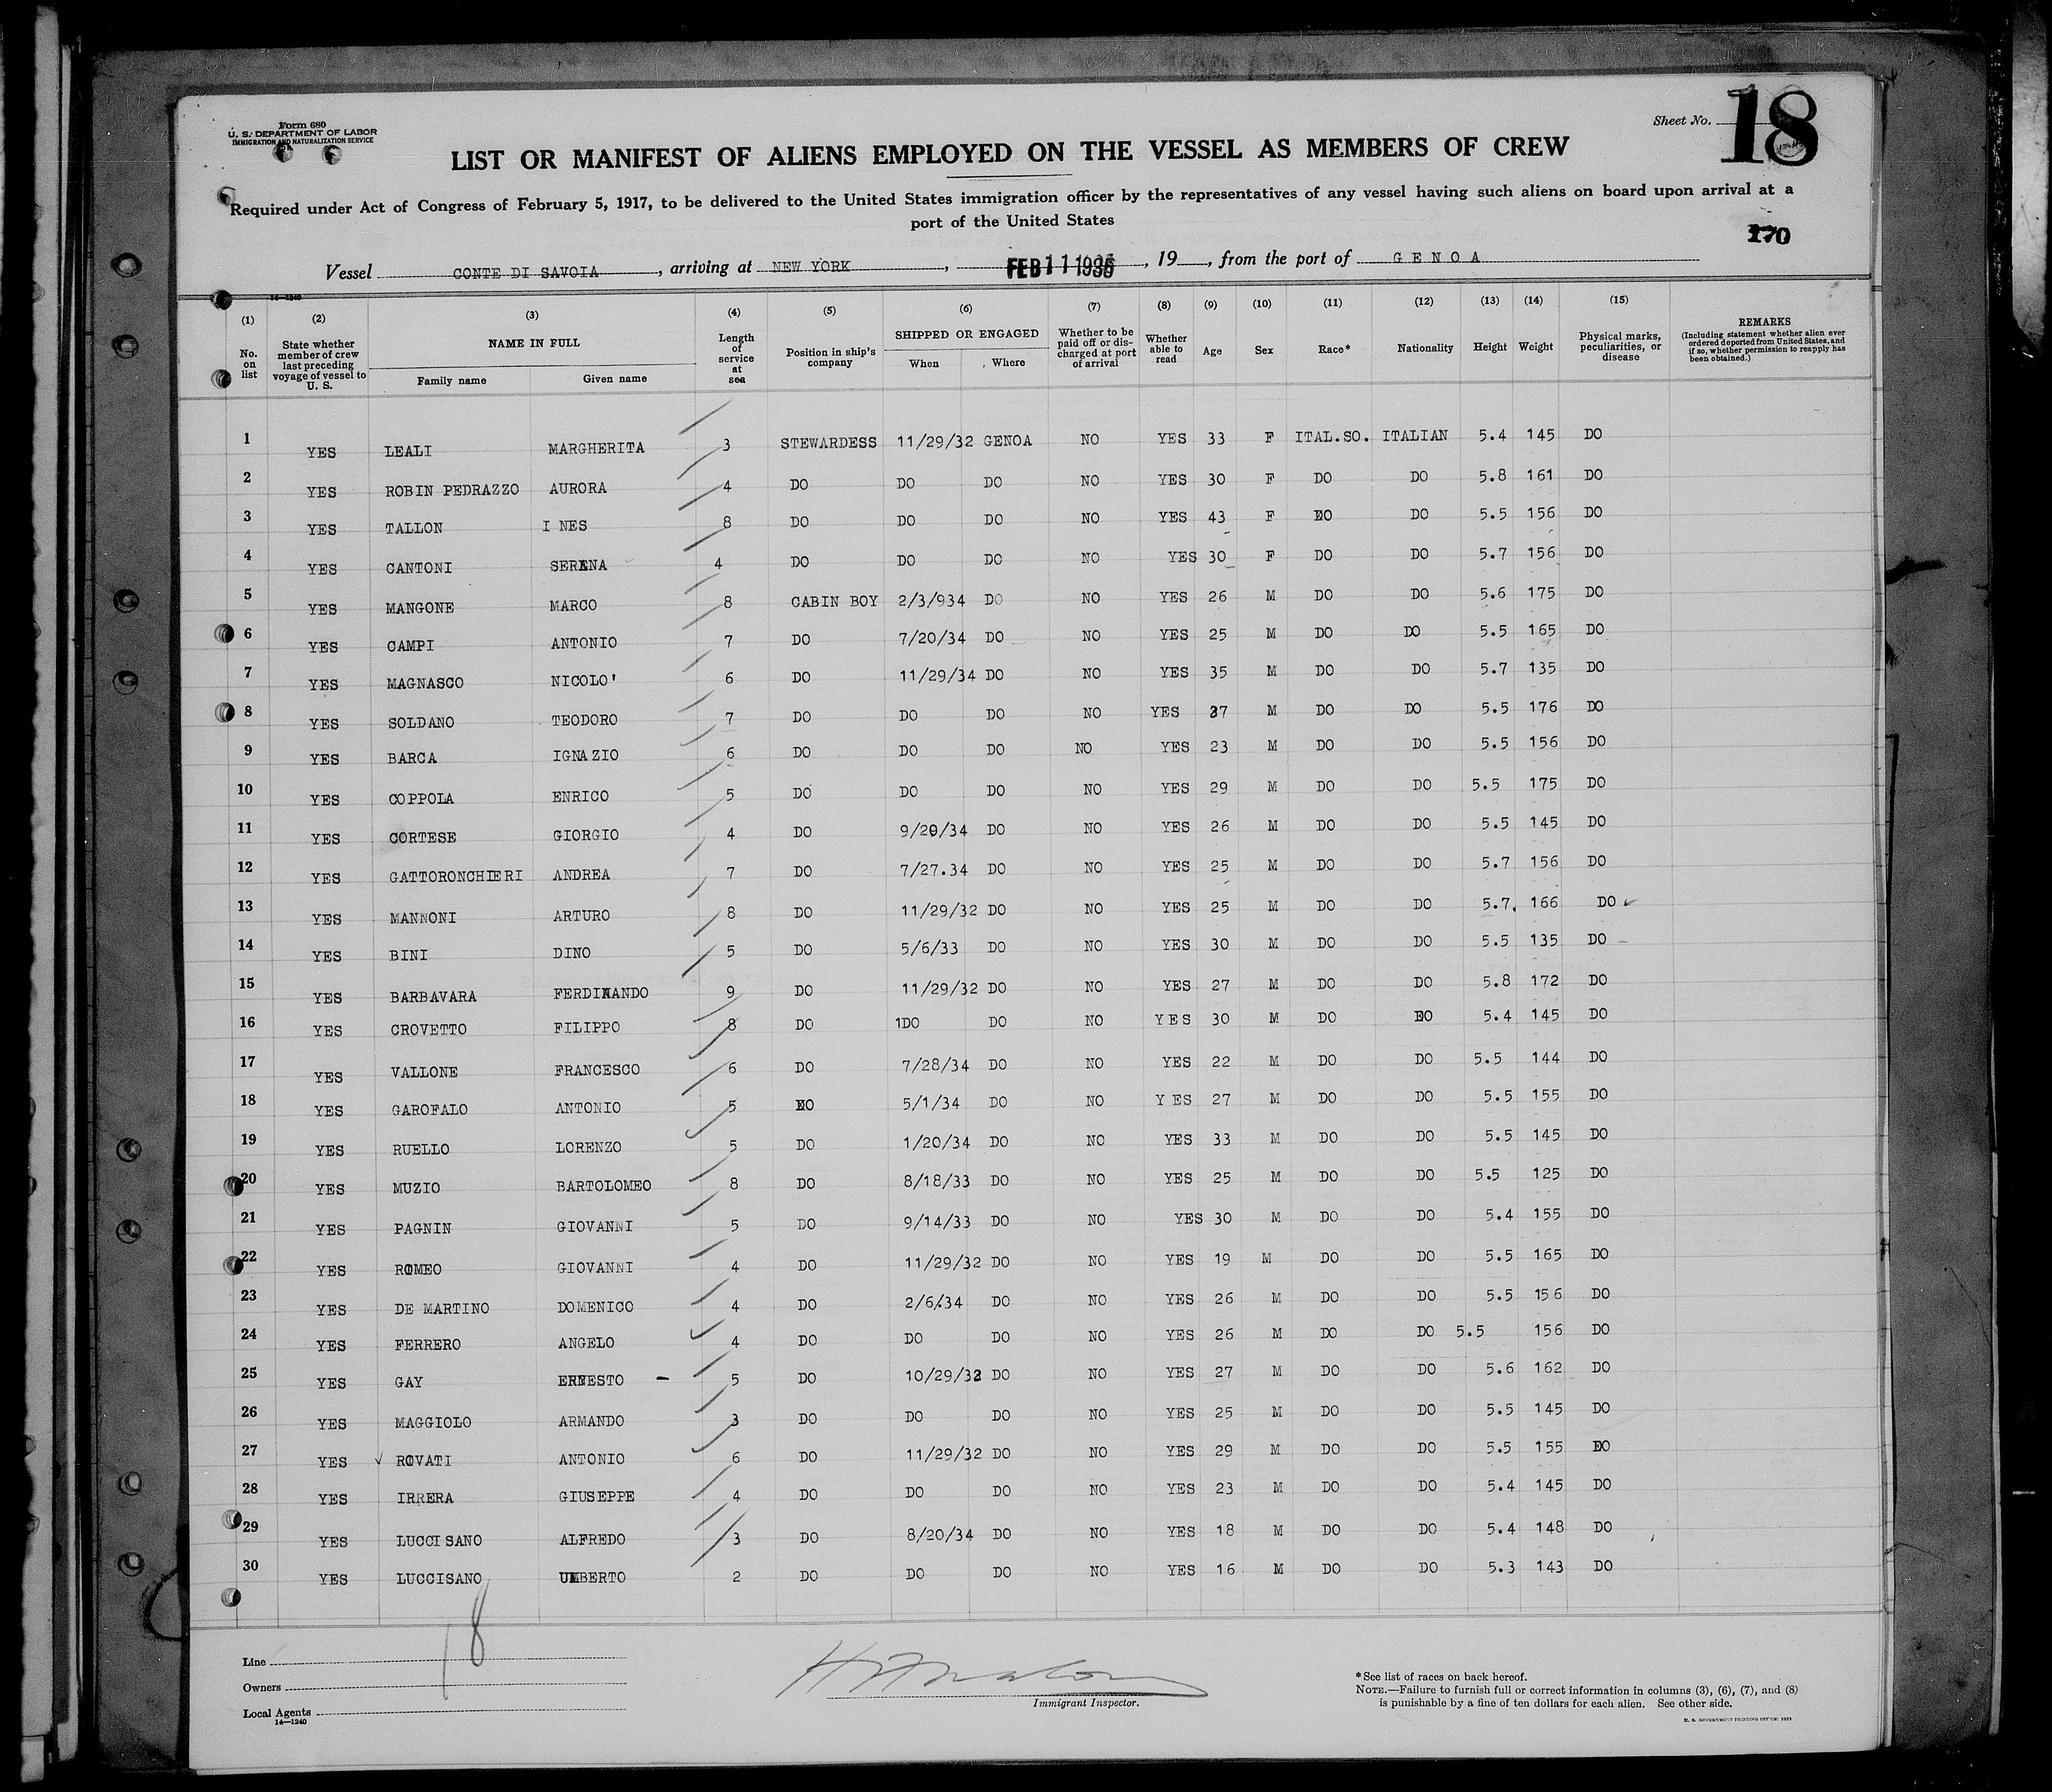 Form 680
U. S. DEPARTMENT OF LABOR
IMMIGRATION AND NATURALIZATION SERVICE
Sheet No. 18
LIST OR MANIFEST OF ALIENS EMPLOYED ON THE VESSEL AS MEMBERS OF CREW
Required under Act of Congress of February 5, 1917, to be delivered to the United States immigration officer by the representatives of any vessel having such aliens on board upon arrival at a
port of the United States
170
Vessel CONTE DI SAVOIA, arriving at NEW YORK, FEB 11 1935, 19, from the port of GENOA
14—1240
(1) (2) (3) (4) (5) (6) (7) (8) (9) (10) (11) (12) (13) (14) (15)
No. on list State whether member of crew last preceding voyage of vessel to U. S. NAME IN FULL Family name Given name Length of service at sea Position in ship's company SHIPPED OR ENGAGED When Where Whether to be paid off or discharged at port of arrival Whether able to read Age Sex Race* Nationality Height Weight Physical marks, peculiarities, or disease REMARKS (Including statement whether alien ever ordered deported from United States, and if so, whether permission to reapply has been obtained.)
1 YES LEALI MARGHERITA 3 STEWARDESS 11/29/32 GENOA NO YES 33 F ITAL.SO. ITALIAN 5.4 145 DO
2 YES ROBIN PEDRAZZO AURORA 4 DO DO DO NO YES 30 F DO DO 5.8 161 DO
3 YES TALLON I NES 8 DO DO DO NO YES 43 F DO DO 5.5 156 DO
4 YES CANTONI SERENA 4 DO DO DO NO YES 30 F DO DO 5.7 156 DO
5 YES MANGONE MARCO 8 CABIN BOY 2/3/934 DO NO YES 26 M DO DO 5.6 175 DO
6 YES CAMPI ANTONIO 7 DO 7/20/34 DO NO YES 25 M DO DO 5.5 165 DO
7 YES MAGNASCO NICOLO' 6 DO 11/29/34 DO NO YES 35 M DO DO 5.7 135 DO
8 YES SOLDANO TEODORO 7 DO DO DO NO YES 37 M DO DO 5.5 176 DO
9 YES BARCA IGNAZIO 6 DO DO DO NO YES 23 M DO DO 5.5 156 DO
10 YES COPPOLA ENRICO 5 DO DO DO NO YES 29 M DO DO 5.5 175 DO
11 YES CORTESE GIORGIO 4 DO 9/20/34 DO NO YES 26 M DO DO 5.5 145 DO
12 YES GATTORONCHIERI ANDREA 7 DO 7/27.34 DO NO YES 25 M DO DO 5.7 156 DO
13 YES MANNONI ARTURO 8 DO 11/29/32 DO NO YES 25 M DO DO 5.7. 166 DO
14 YES BINI DINO 5 DO 5/6/33 DO NO YES 30 M DO DO 5.5 135 DO
15 YES BARBAVARA FERDINANDO 9 DO 11/29/32 DO NO YES 27 M DO DO 5.8 172 DO
16 YES CROVETTO FILIPPO 8 DO 1DO DO NO YES 30 M DO DO 5.4 145 DO
17 YES VALLONE FRANCESCO 6 DO 7/28/34 DO NO YES 22 M DO DO 5.5 144 DO
18 YES GAROFALO ANTONIO 5 DO 5/1/34 DO NO Y ES 27 M DO DO 5.5 155 DO
19 YES RUELLO LORENZO 5 DO 1/20/34 DO NO YES 33 M DO DO 5.5 145 DO
20 YES MUZIO BARTOLOMEO 8 DO 8/18/33 DO NO YES 25 M DO DO 5.5 125 DO
21 YES PAGNIN GIOVANNI 5 DO 9/14/33 DO NO YES 30 M DO DO 5.4 155 DO
22 YES ROMEO GIOVANNI 4 DO 11/29/32 DO NO YES 19 M DO DO 5.5 165 DO
23 YES DE MARTINO DOMENICO 4 DO 2/6/34 DO NO YES 26 M DO DO 5.5 156 DO
24 YES FERRERO ANGELO 4 DO DO DO NO YES 26 M DO DO 5.5 156 DO
25 YES GAY ERNESTO 5 DO 10/29/32 DO NO YES 27 M DO DO 5.6 162 DO
26 YES MAGGIOLO ARMANDO 3 DO DO DO NO YES 25 M DO DO 5.5 145 DO
27 YES ROVATI ANTONIO 6 DO 11/29/32 DO NO YES 29 M DO DO 5.5 155 DO
28 YES IRRERA GIUSEPPE 4 DO DO DO NO YES 23 M DO DO 5.4 145 DO
29 YES LUCCISANO ALFREDO 3 DO 8/20/34 DO NO YES 18 M DO DO 5.4 148 DO
30 YES LUCCISANO UMBERTO 2 DO DO DO NO YES 16 M DO DO 5.3 143 DO
18
Line
Owners
Local Agents
14—1240
Immigrant Inspector.
*See list of races on back hereof.
NOTE.—Failure to furnish full or correct information in columns (3), (6), (7), and (8)
is punishable by a fine of ten dollars for each alien. See other side.
U. S. GOVERNMENT PRINTING OFFICE: